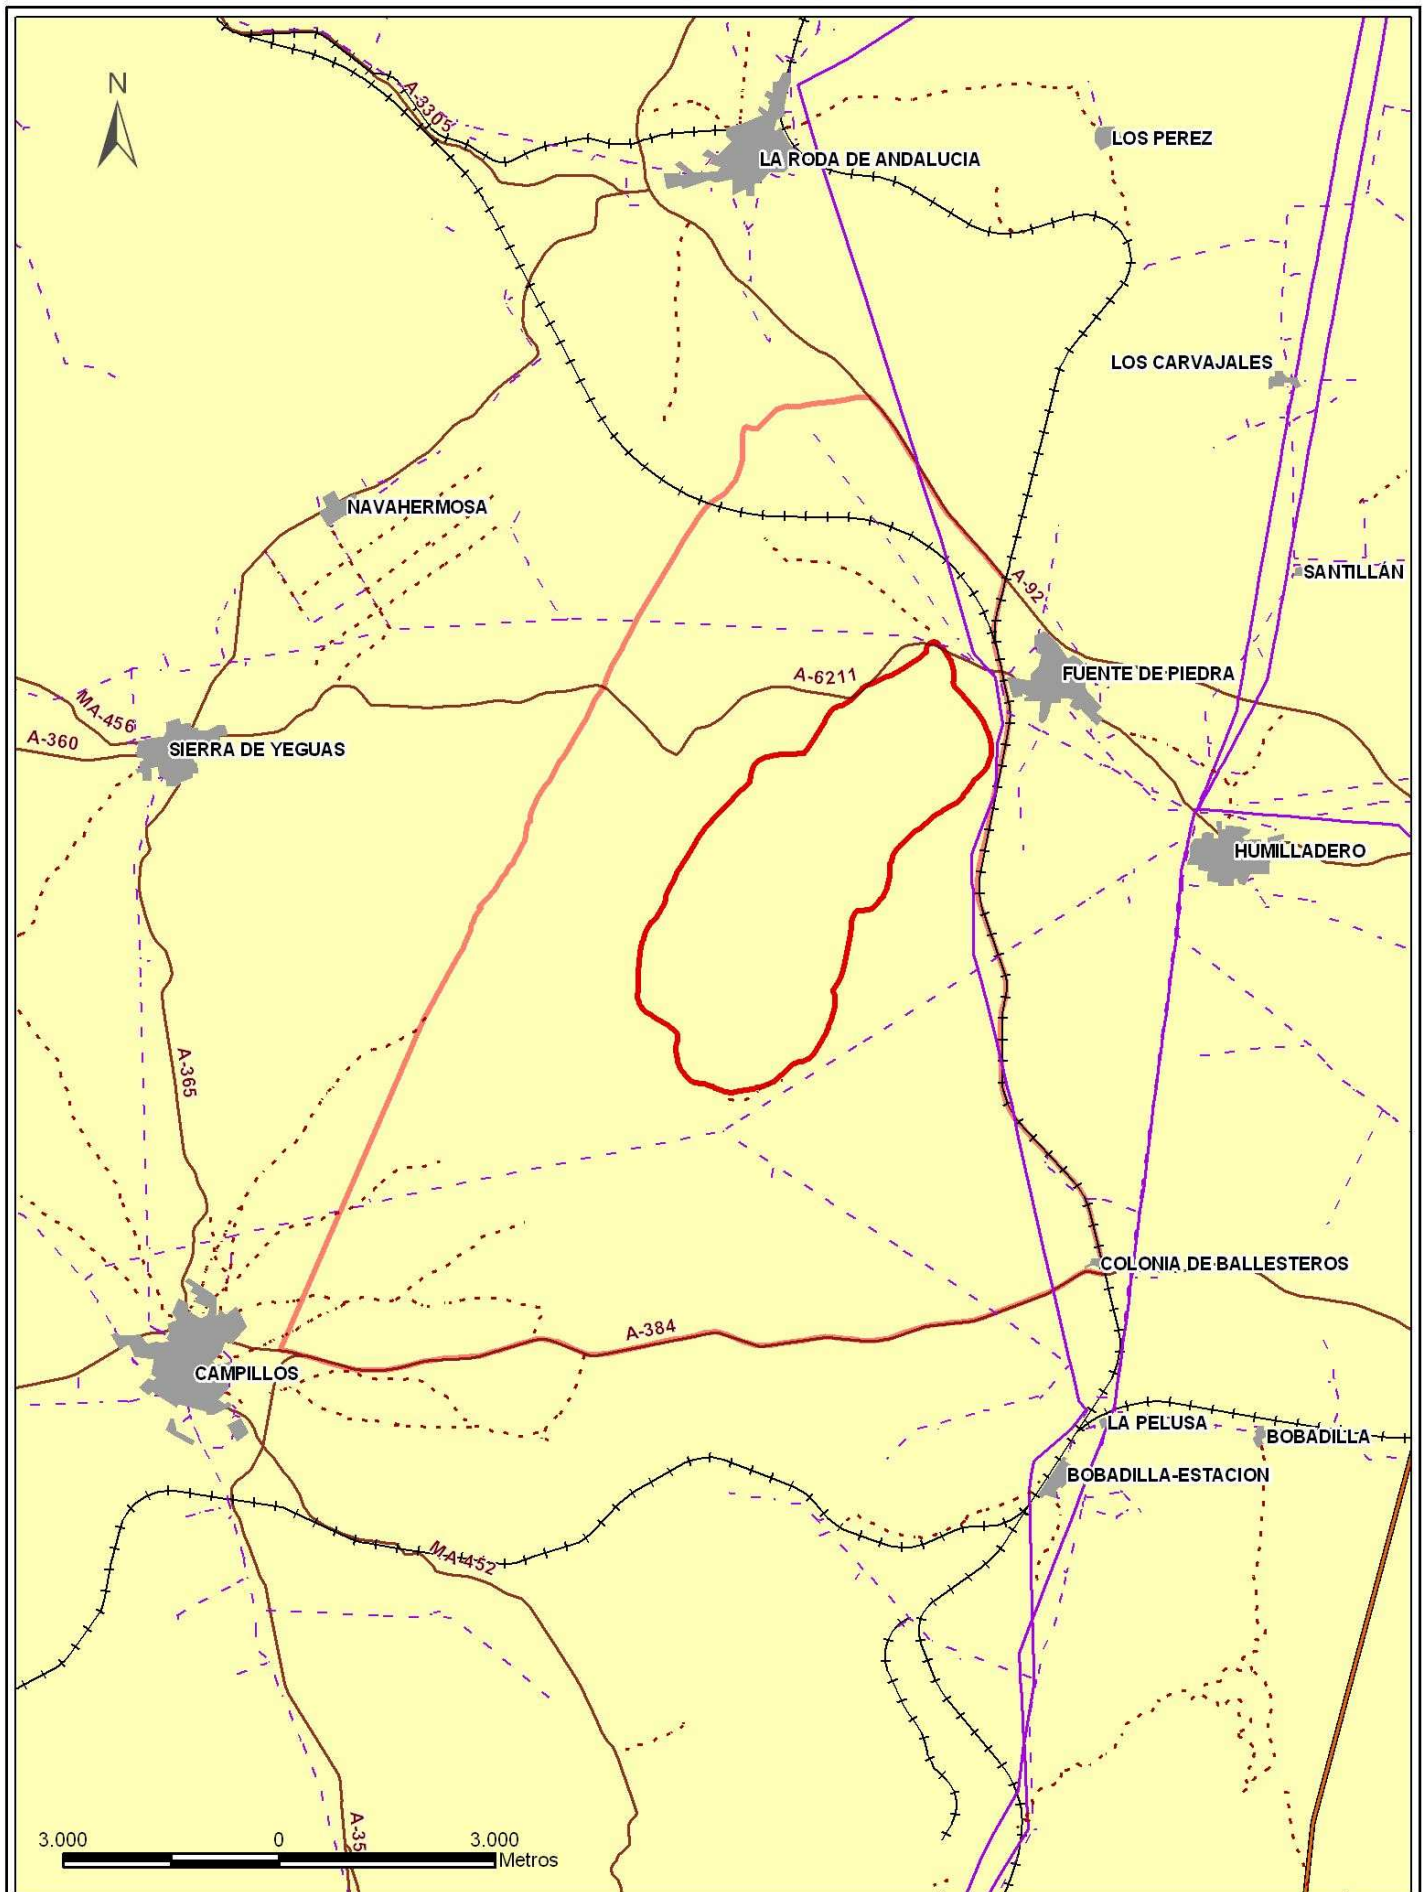 N
A-3305
LOS PEREZ
LA RODA DE ANDALUCIA
LOS CARVAJALES
NAVAHERMOSA
SANTILLÁN
A-92
A-6211
FUENTE DE PIEDRA
MA-456
A-360
SIERRA DE YEGUAS
HUMILLADERO
A-365
COLONIA DE BALLESTEROS
A-384
CAMPILLOS
LA PELUSA
BOBADILLA
BOBADILLA-ESTACION
MA-452
A-35
3.000 0 3.000
Metros